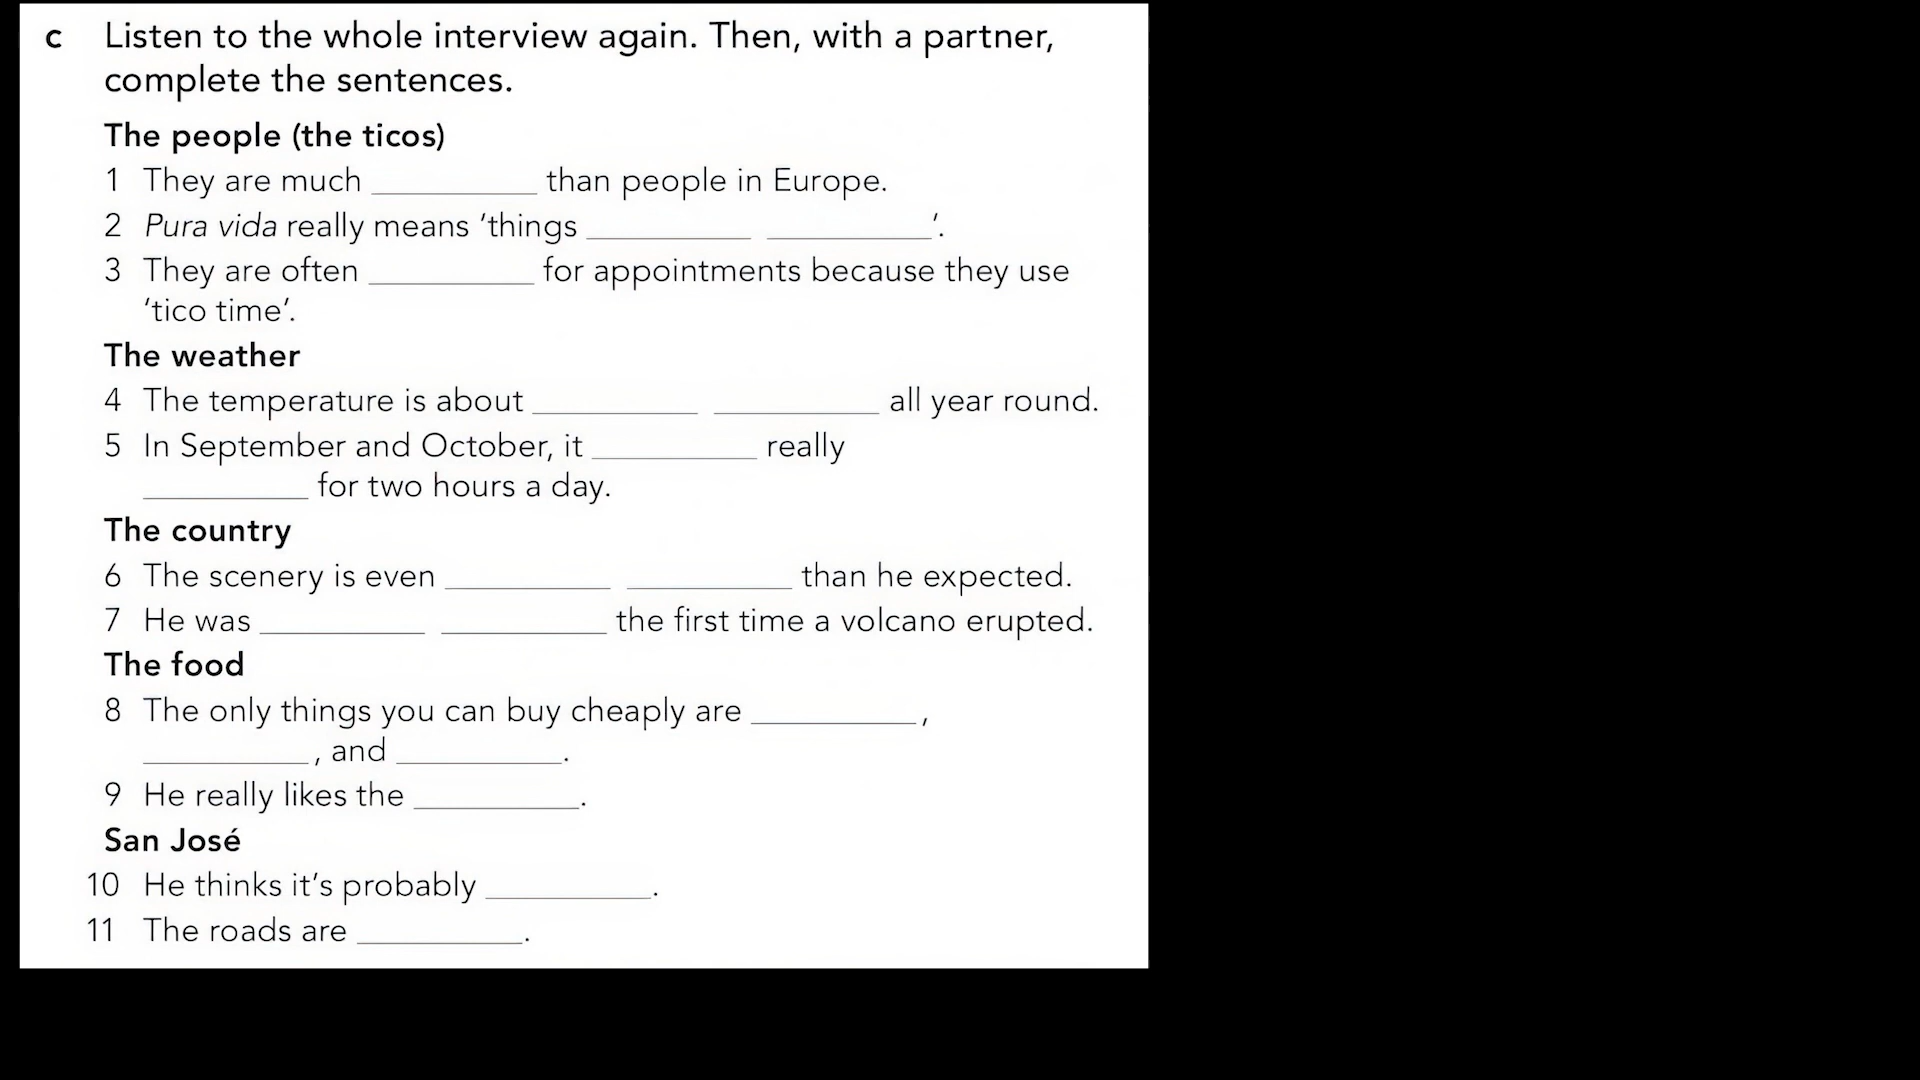 c Listen to the whole interview again. Then, with a partner,
complete the sentences.
The people (the ticos)
1 They are much __________ than people in Europe.
2 Pura vida really means ‘things __________ __________’.
3 They are often __________ for appointments because they use
‘tico time’.
The weather
4 The temperature is about __________ __________ all year round.
5 In September and October, it __________ really
__________ for two hours a day.
The country
6 The scenery is even __________ __________ than he expected.
7 He was __________ __________ the first time a volcano erupted.
The food
8 The only things you can buy cheaply are __________,
__________, and __________.
9 He really likes the __________.
San José
10 He thinks it’s probably __________.
11 The roads are __________.